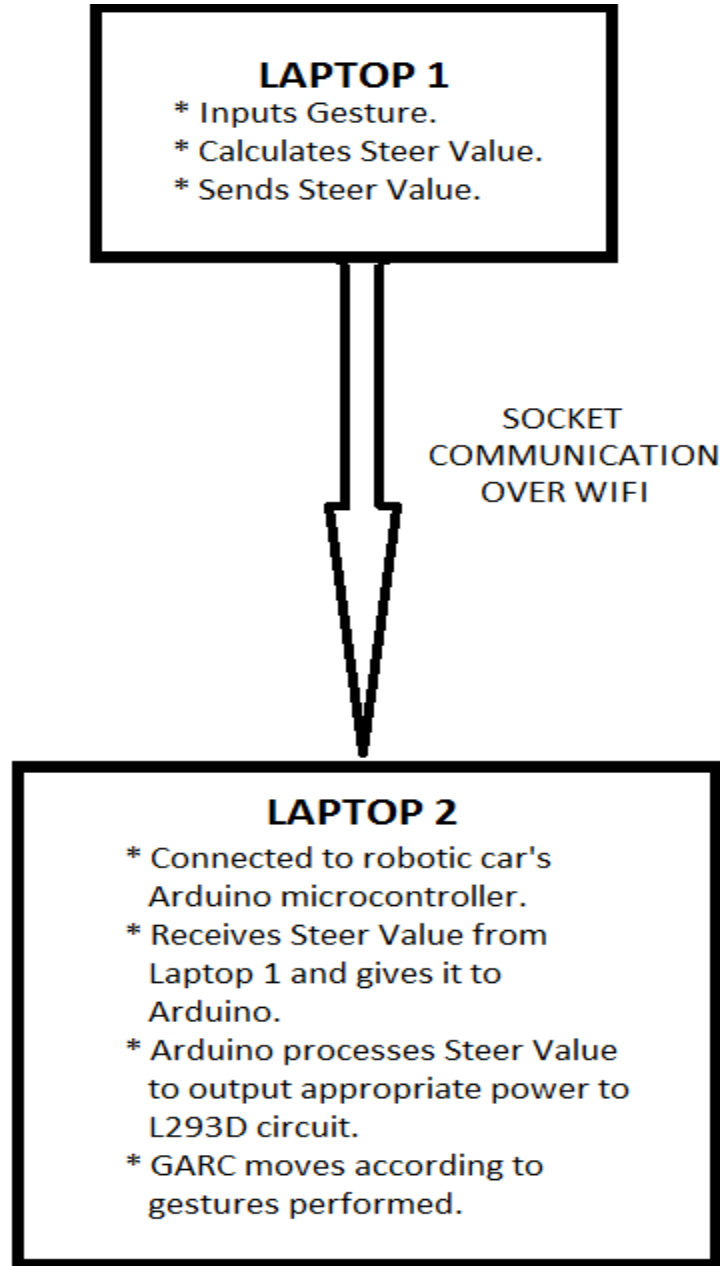 LAPTOP 1
* Inputs Gesture.
* Calculates Steer Value.
* Sends Steer Value.
SOCKET
COMMUNICATION
OVER WIFI
LAPTOP 2
* Connected to robotic car's
Arduino microcontroller.
* Receives Steer Value from
Laptop 1 and gives it to
Arduino.
* Arduino processes Steer Value
to output appropriate power to
L293D circuit.
* GARC moves according to
gestures performed.